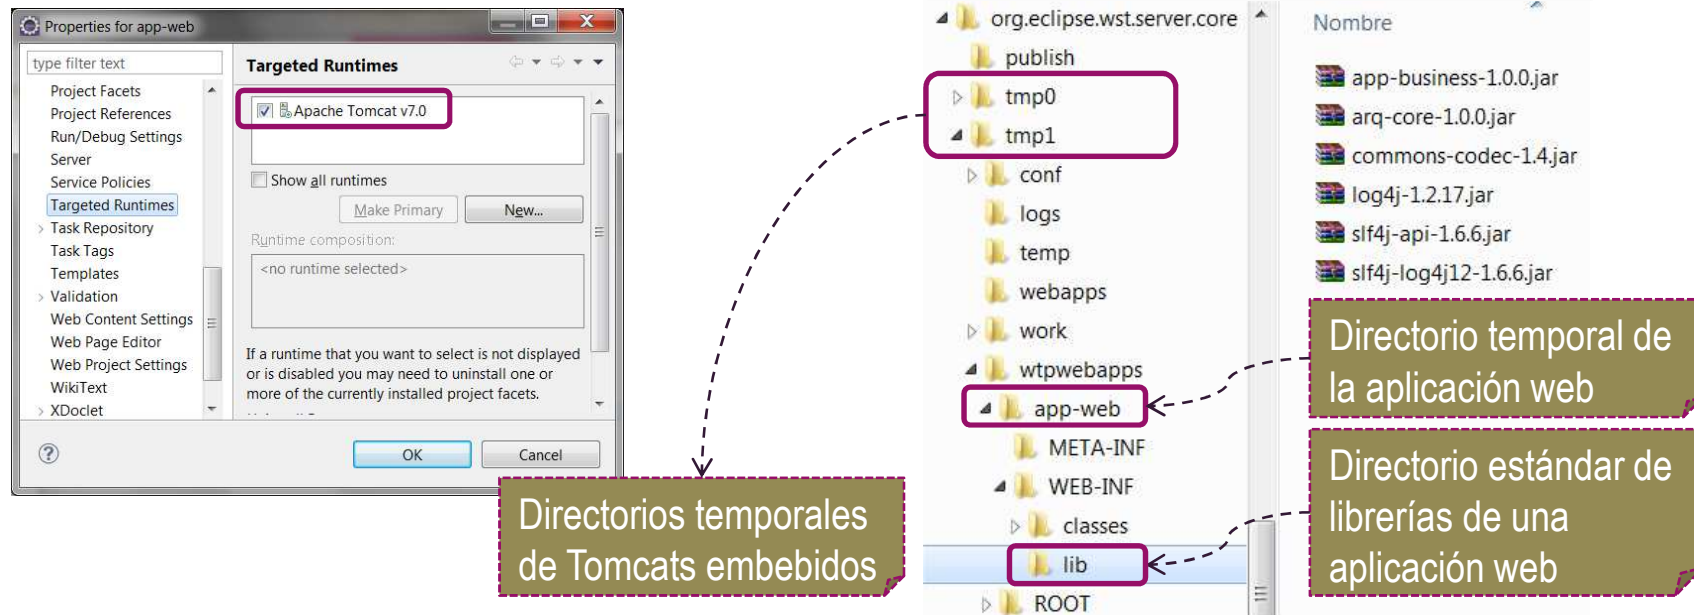 Properties for app-web
type filter text
Project Facets
Project References
Run/Debug Settings
Server
Service Policies
Targeted Runtimes
Task Repository
Task Tags
Templates
Validation
Web Content Settings
Web Page Editor
Web Project Settings
WikiText
XDoclet
Targeted Runtimes
Apache Tomcat v7.0
Show all runtimes
Make Primary
New...
Runtime composition:
<no runtime selected>
If a runtime that you want to select is not displayed
or is disabled you may need to uninstall one or
more of the currently installed project facets.
OK
Cancel
Directorios temporales
de Tomcats embebidos
org.eclipse.wst.server.core
publish
tmp0
tmp1
conf
logs
temp
webapps
work
wtpwebapps
app-web
META-INF
WEB-INF
classes
lib
ROOT
Nombre
app-business-1.0.0.jar
arq-core-1.0.0.jar
commons-codec-1.4.jar
log4j-1.2.17.jar
slf4j-api-1.6.6.jar
slf4j-log4j12-1.6.6.jar
Directorio temporal de
la aplicación web
Directorio estándar de
librerías de una
aplicación web